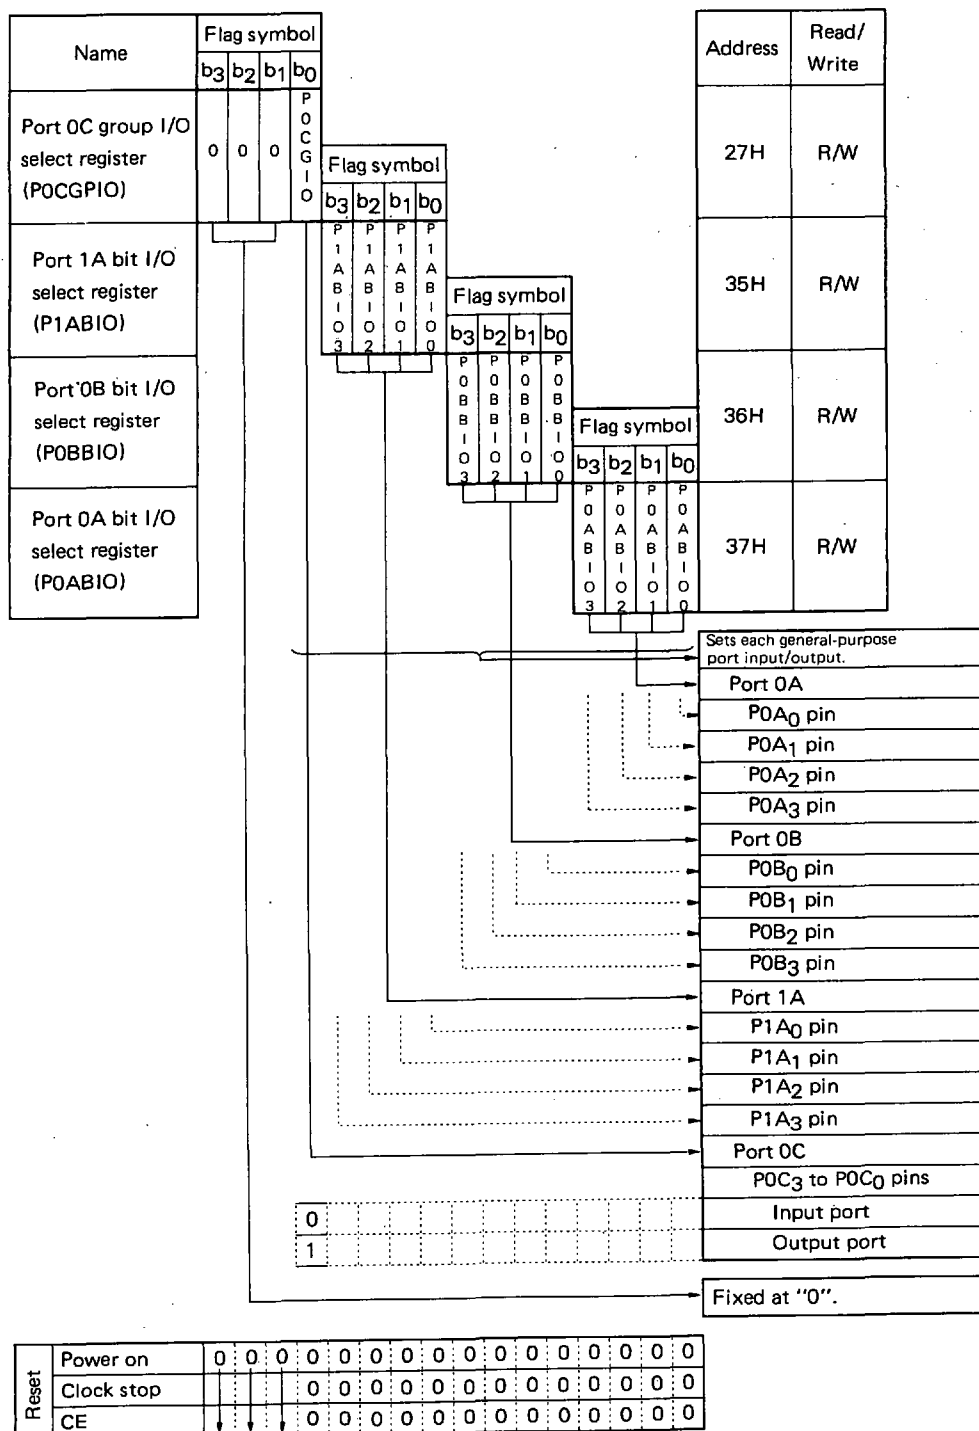 Name
Flag symbol
b3 b2 b1 b0
Address
Read/
Write
Port 0C group I/O
select register
(P0CGPIO)
0 0 0 P0CGIO
27H R/W
Flag symbol
b3 b2 b1 b0
Port 1A bit I/O
select register
(P1ABIO)
P1ABIO3 P1ABIO2 P1ABIO1 P1ABIO0
35H R/W
Flag symbol
b3 b2 b1 b0
Port 0B bit I/O
select register
(P0BBIO)
P0BBIO3 P0BBIO2 P0BBIO1 P0BBIO0
36H R/W
Flag symbol
b3 b2 b1 b0
Port 0A bit I/O
select register
(P0ABIO)
P0ABIO3 P0ABIO2 P0ABIO1 P0ABIO0
37H R/W
Sets each general-purpose
port input/output.
Port 0A
P0A0 pin
P0A1 pin
P0A2 pin
P0A3 pin
Port 0B
P0B0 pin
P0B1 pin
P0B2 pin
P0B3 pin
Port 1A
P1A0 pin
P1A1 pin
P1A2 pin
P1A3 pin
Port 0C
P0C3 to P0C0 pins
0 Input port
1 Output port
Fixed at "0".
Reset
Power on 0 0 0 0 0 0 0 0 0 0 0 0 0 0 0 0
Clock stop 0 0 0 0 0 0 0 0 0 0 0 0 0
CE 0 0 0 0 0 0 0 0 0 0 0 0 0